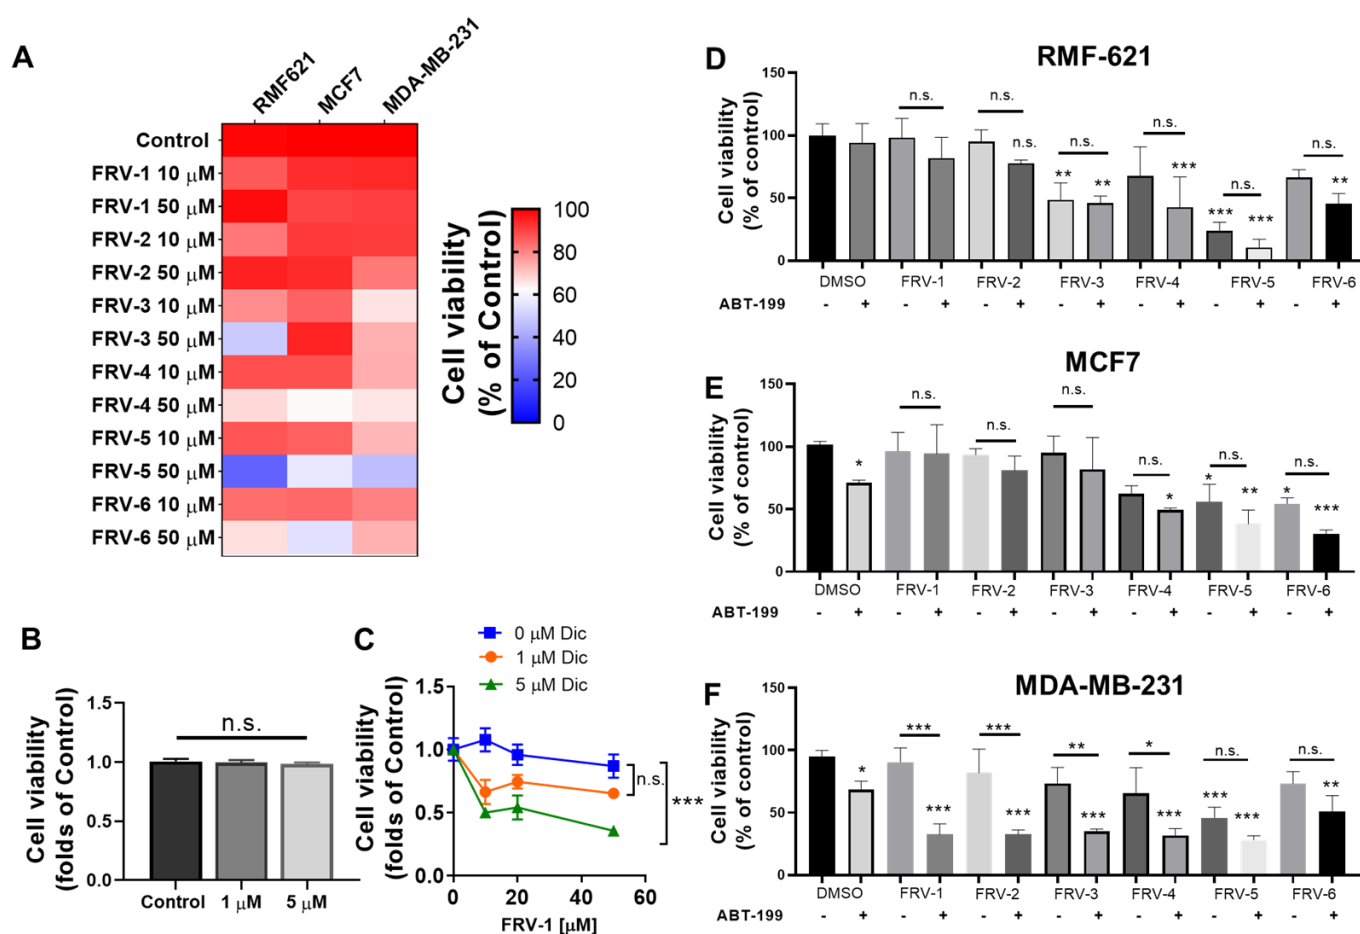 A
RMF621
MCF7
MDA-MB-231
Control
FRV-1 10 μM
FRV-1 50 μM
FRV-2 10 μM
FRV-2 50 μM
FRV-3 10 μM
FRV-3 50 μM
FRV-4 10 μM
FRV-4 50 μM
FRV-5 10 μM
FRV-5 50 μM
FRV-6 10 μM
FRV-6 50 μM
Cell viability
(% of Control)
100
80
60
40
20
0
B
Cell viability
(folds of Control)
1.5
1.0
0.5
0.0
n.s.
Control 1 μM 5 μM
C
0 μM Dic
1 μM Dic
5 μM Dic
Cell viability
(folds of Control)
1.5
1.0
0.5
0.0
n.s.
***
0 20 40 60
FRV-1 [μM]
D
RMF-621
Cell viability
(% of control)
150
100
50
0
n.s. n.s. n.s. n.s. n.s. n.s.
n.s. ** ** *** *** *** **
DMSO FRV-1 FRV-2 FRV-3 FRV-4 FRV-5 FRV-6
ABT-199 - + - + - + - + - + - + - +
E
MCF7
Cell viability
(% of control)
150
100
50
0
n.s. n.s. n.s. n.s. n.s. n.s.
* * * ** * ***
DMSO FRV-1 FRV-2 FRV-3 FRV-4 FRV-5 FRV-6
ABT-199 - + - + - + - + - + - + - +
F
MDA-MB-231
Cell viability
(% of control)
150
100
50
0
*** *** ** * n.s. n.s.
* *** *** *** *** *** *** **
DMSO FRV-1 FRV-2 FRV-3 FRV-4 FRV-5 FRV-6
ABT-199 - + - + - + - + - + - + - +